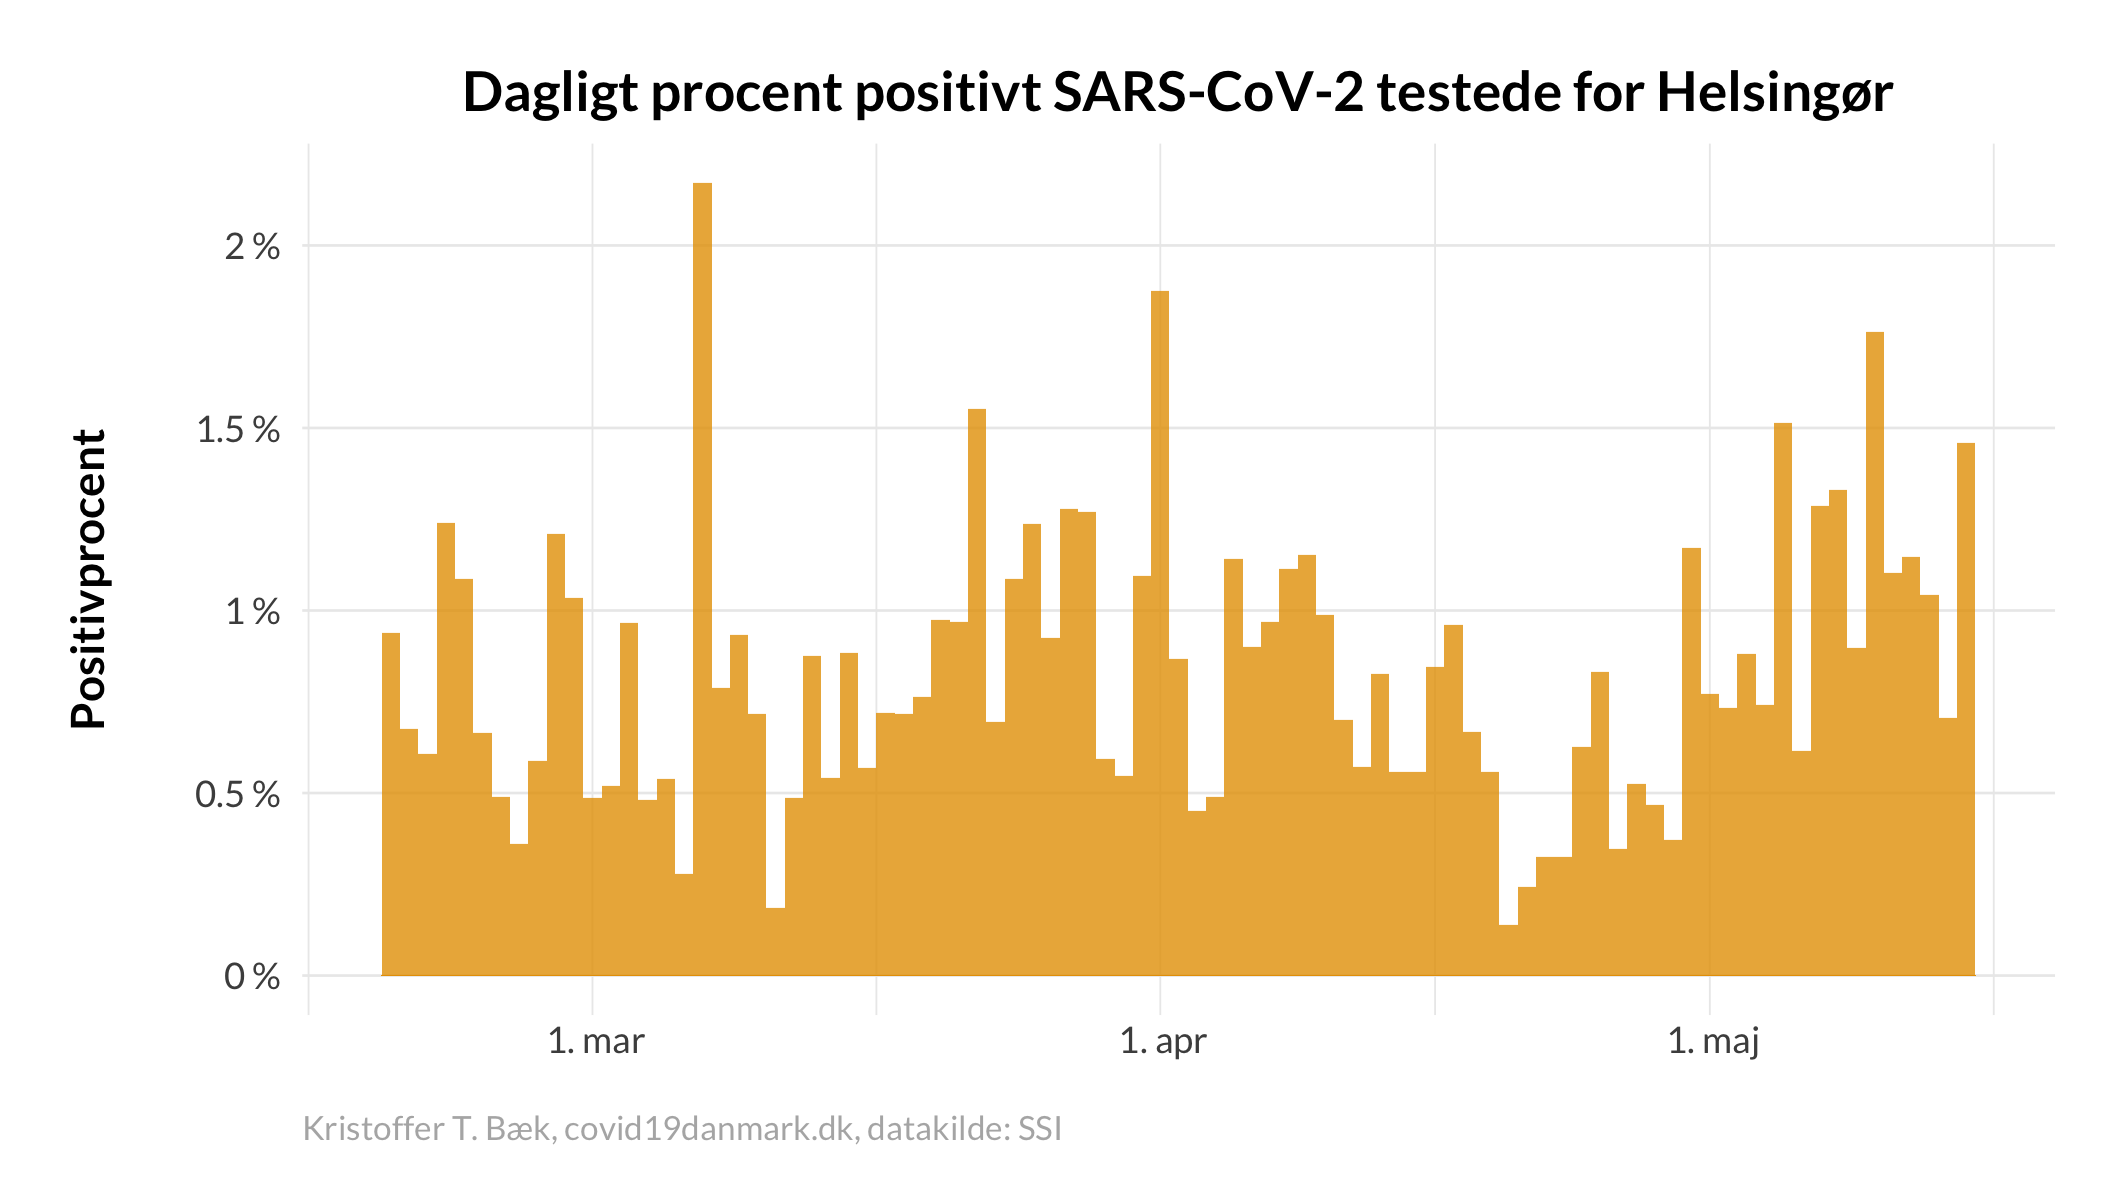 Dagligt procent positivt SARS-CoV-2 testede for Helsingør
Positivprocent
2 %
1.5 %
1 %
0.5 %
0 %
1. mar
1. apr
1. maj
Kristoffer T. Bæk, covid19danmark.dk, datakilde: SSI